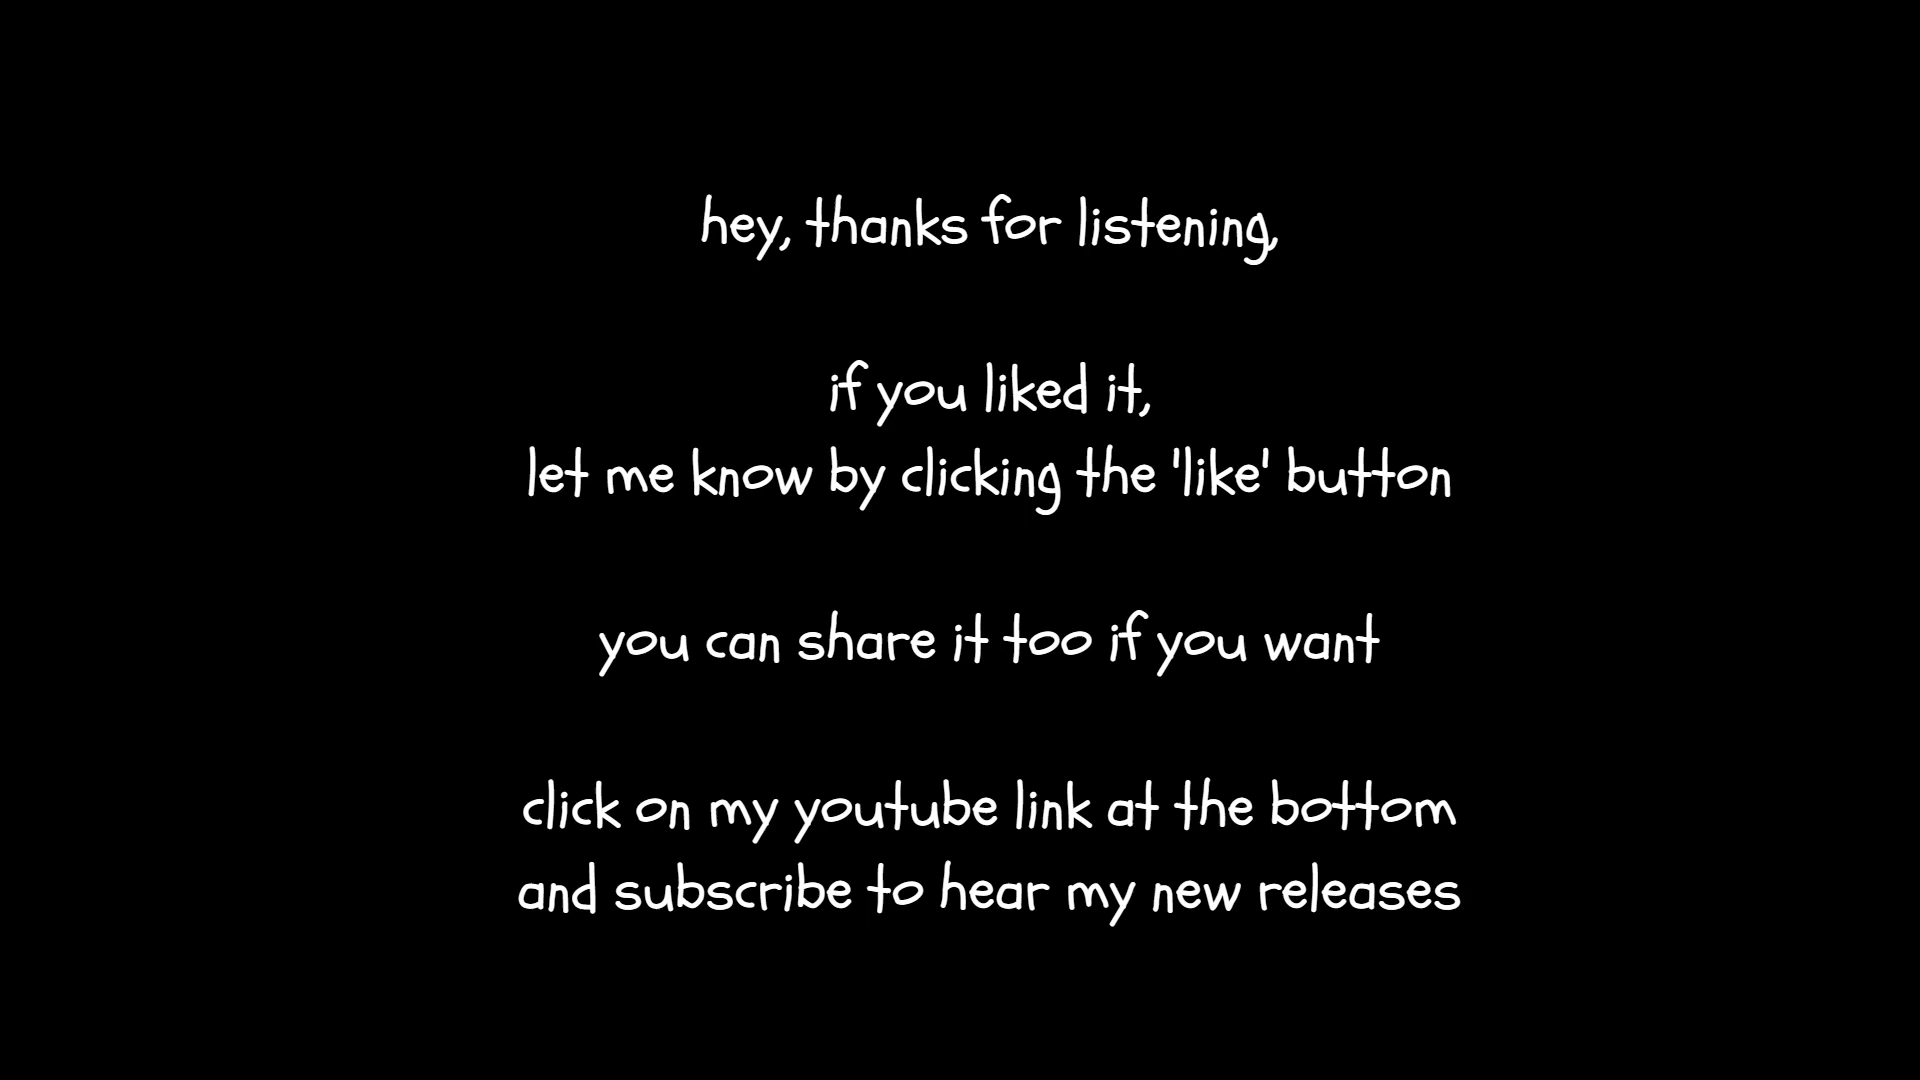 hey, thanks for listening,
if you liked it,
let me know by clicking the 'like' button
you can share it too if you want
click on my youtube link at the bottom
and subscribe to hear my new releases